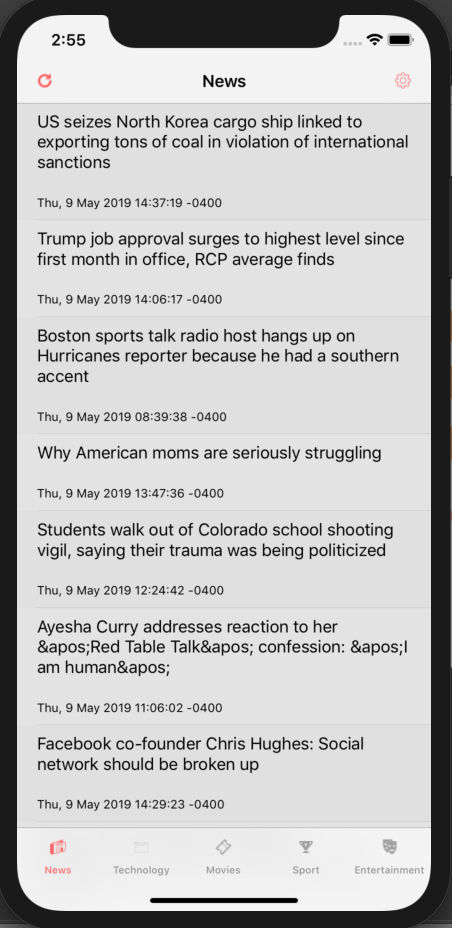 2:55
News
US seizes North Korea cargo ship linked to
exporting tons of coal in violation of international
sanctions
Thu, 9 May 2019 14:37:19 -0400
Trump job approval surges to highest level since
first month in office, RCP average finds
Thu, 9 May 2019 14:06:17 -0400
Boston sports talk radio host hangs up on
Hurricanes reporter because he had a southern
accent
Thu, 9 May 2019 08:39:38 -0400
Why American moms are seriously struggling
Thu, 9 May 2019 13:47:36 -0400
Students walk out of Colorado school shooting
vigil, saying their trauma was being politicized
Thu, 9 May 2019 12:24:42 -0400
Ayesha Curry addresses reaction to her
&apos;Red Table Talk&apos; confession: &apos;I
am human&apos;
Thu, 9 May 2019 11:06:02 -0400
Facebook co-founder Chris Hughes: Social
network should be broken up
Thu, 9 May 2019 14:29:23 -0400
News Technology Movies Sport Entertainment